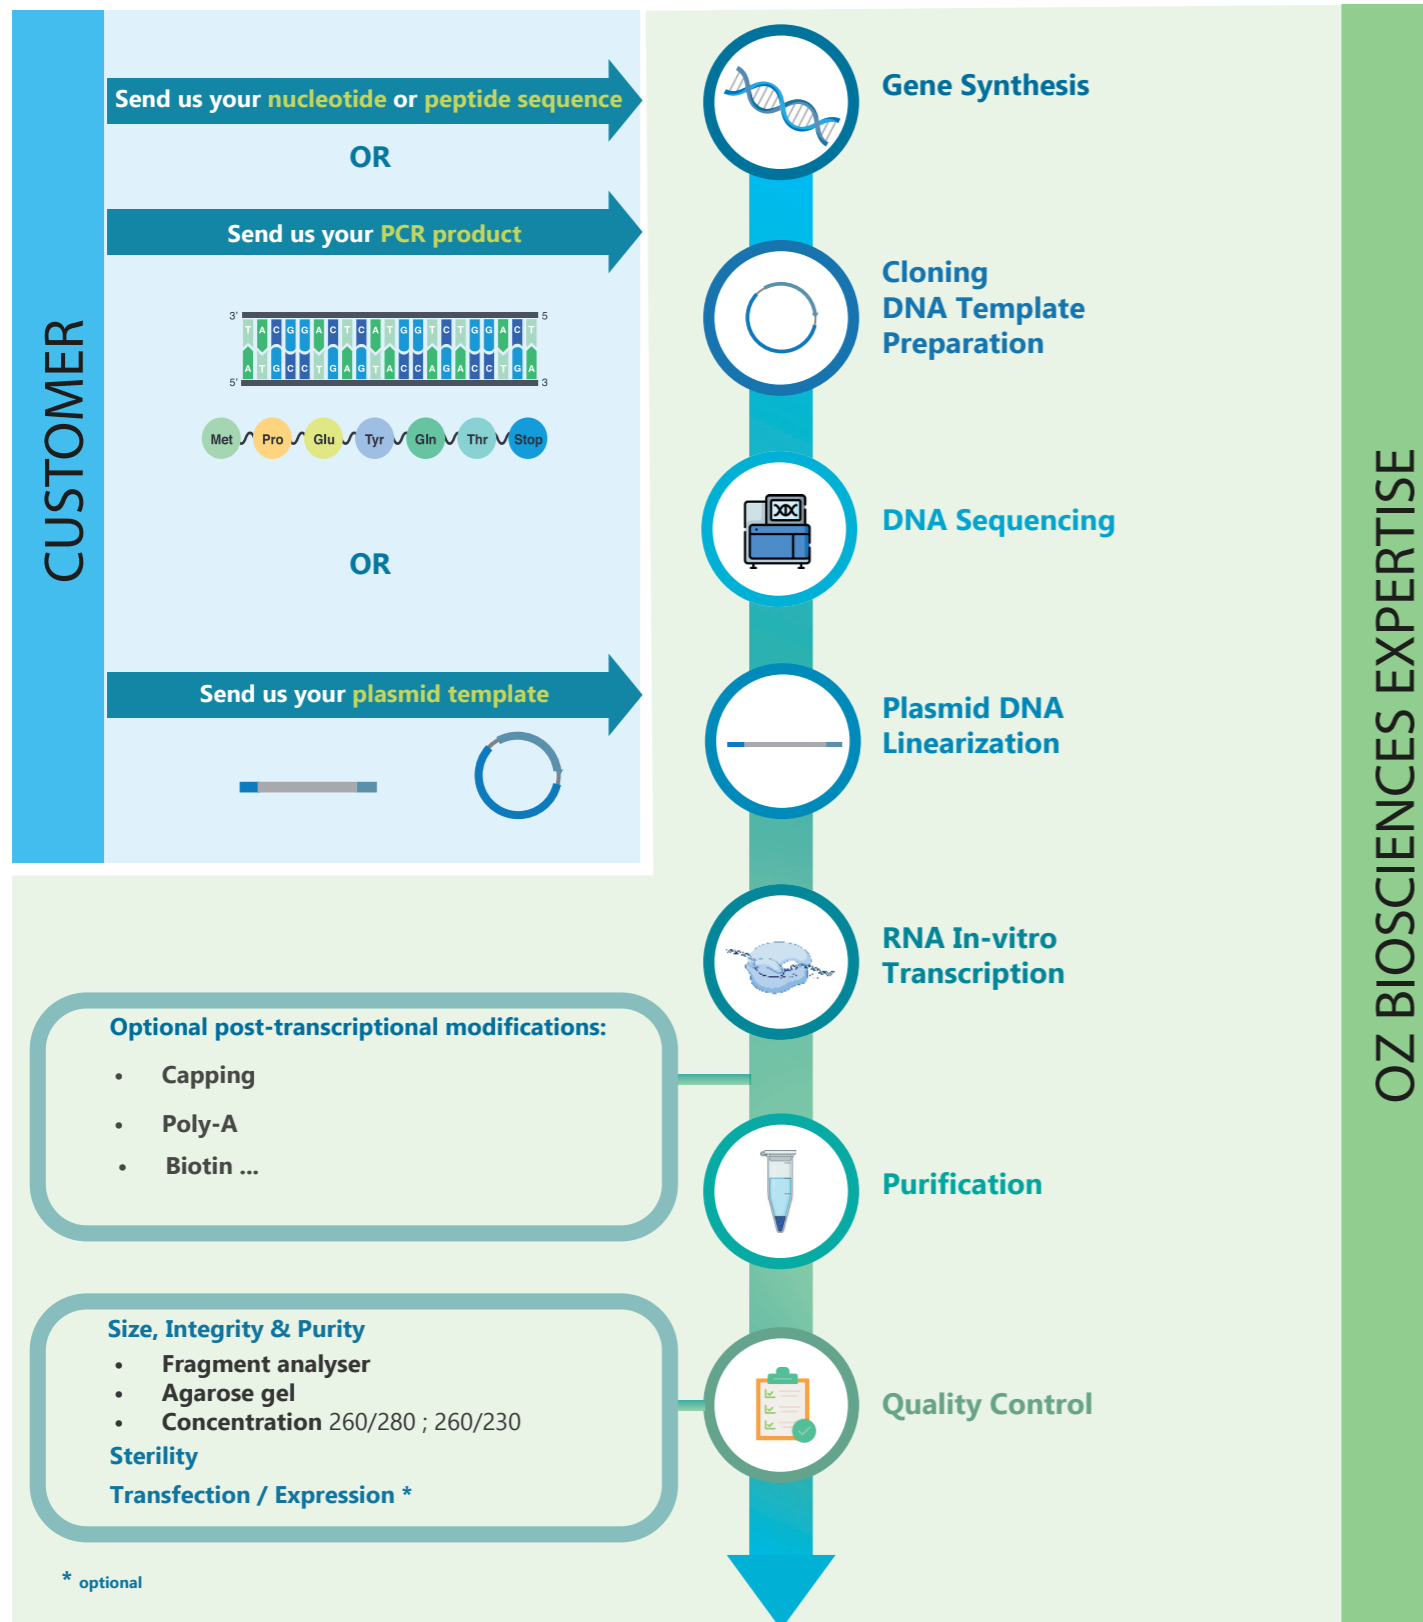 CUSTOMER
Send us your nucleotide or peptide sequence
OR
Send us your PCR product
3' 5
T A C G G A C T C A T G G T C T G G A C T
A T G C C T G A G T A C C A G A C C T G A
5' 3
Met Pro Glu Tyr Gln Thr Stop
OR
Send us your plasmid template
Gene Synthesis
Cloning
DNA Template
Preparation
DNA Sequencing
Plasmid DNA
Linearization
RNA In-vitro
Transcription
Optional post-transcriptional modifications:
• Capping
• Poly-A
• Biotin ...
Purification
Size, Integrity & Purity
• Fragment analyser
• Agarose gel
• Concentration 260/280 ; 260/230
Sterility
Transfection / Expression *
Quality Control
* optional
OZ BIOSCIENCES EXPERTISE